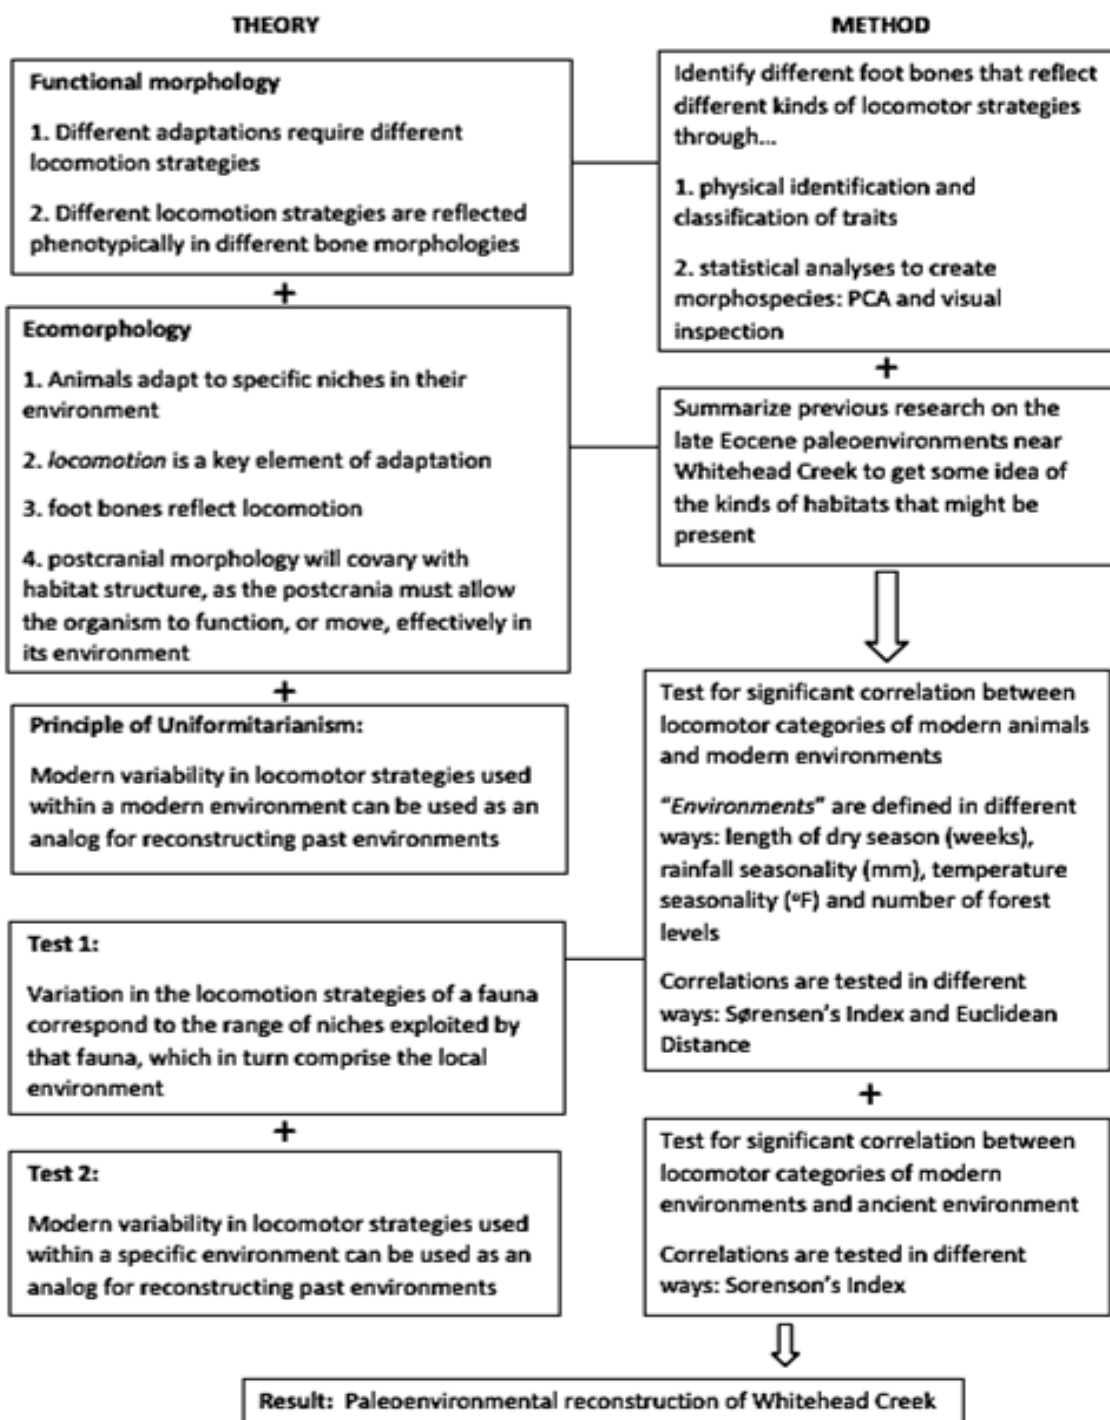 THEORY
METHOD
Functional morphology
1. Different adaptations require different
locomotion strategies
2. Different locomotion strategies are reflected
phenotypically in different bone morphologies
+
Ecomorphology
1. Animals adapt to specific niches in their
environment
2. locomotion is a key element of adaptation
3. foot bones reflect locomotion
4. postcranial morphology will covary with
habitat structure, as the postcrania must allow
the organism to function, or move, effectively in
its environment
+
Principle of Uniformitarianism:
Modern variability in locomotor strategies used
within a modern environment can be used as an
analog for reconstructing past environments
Test 1:
Variation in the locomotion strategies of a fauna
correspond to the range of niches exploited by
that fauna, which in turn comprise the local
environment
+
Test 2:
Modern variability in locomotor strategies used
within a specific environment can be used as an
analog for reconstructing past environments
Identify different foot bones that reflect
different kinds of locomotor strategies
through...
1. physical identification and
classification of traits
2. statistical analyses to create
morphospecies: PCA and visual
inspection
+
Summarize previous research on the
late Eocene paleoenvironments near
Whitehead Creek to get some idea of
the kinds of habitats that might be
present
Test for significant correlation between
locomotor categories of modern animals
and modern environments
“Environments” are defined in different
ways: length of dry season (weeks),
rainfall seasonality (mm), temperature
seasonality (ºF) and number of forest
levels
Correlations are tested in different
ways: Sørensen’s Index and Euclidean
Distance
+
Test for significant correlation between
locomotor categories of modern
environments and ancient environment
Correlations are tested in different
ways: Sorenson’s Index
Result: Paleoenvironmental reconstruction of Whitehead Creek